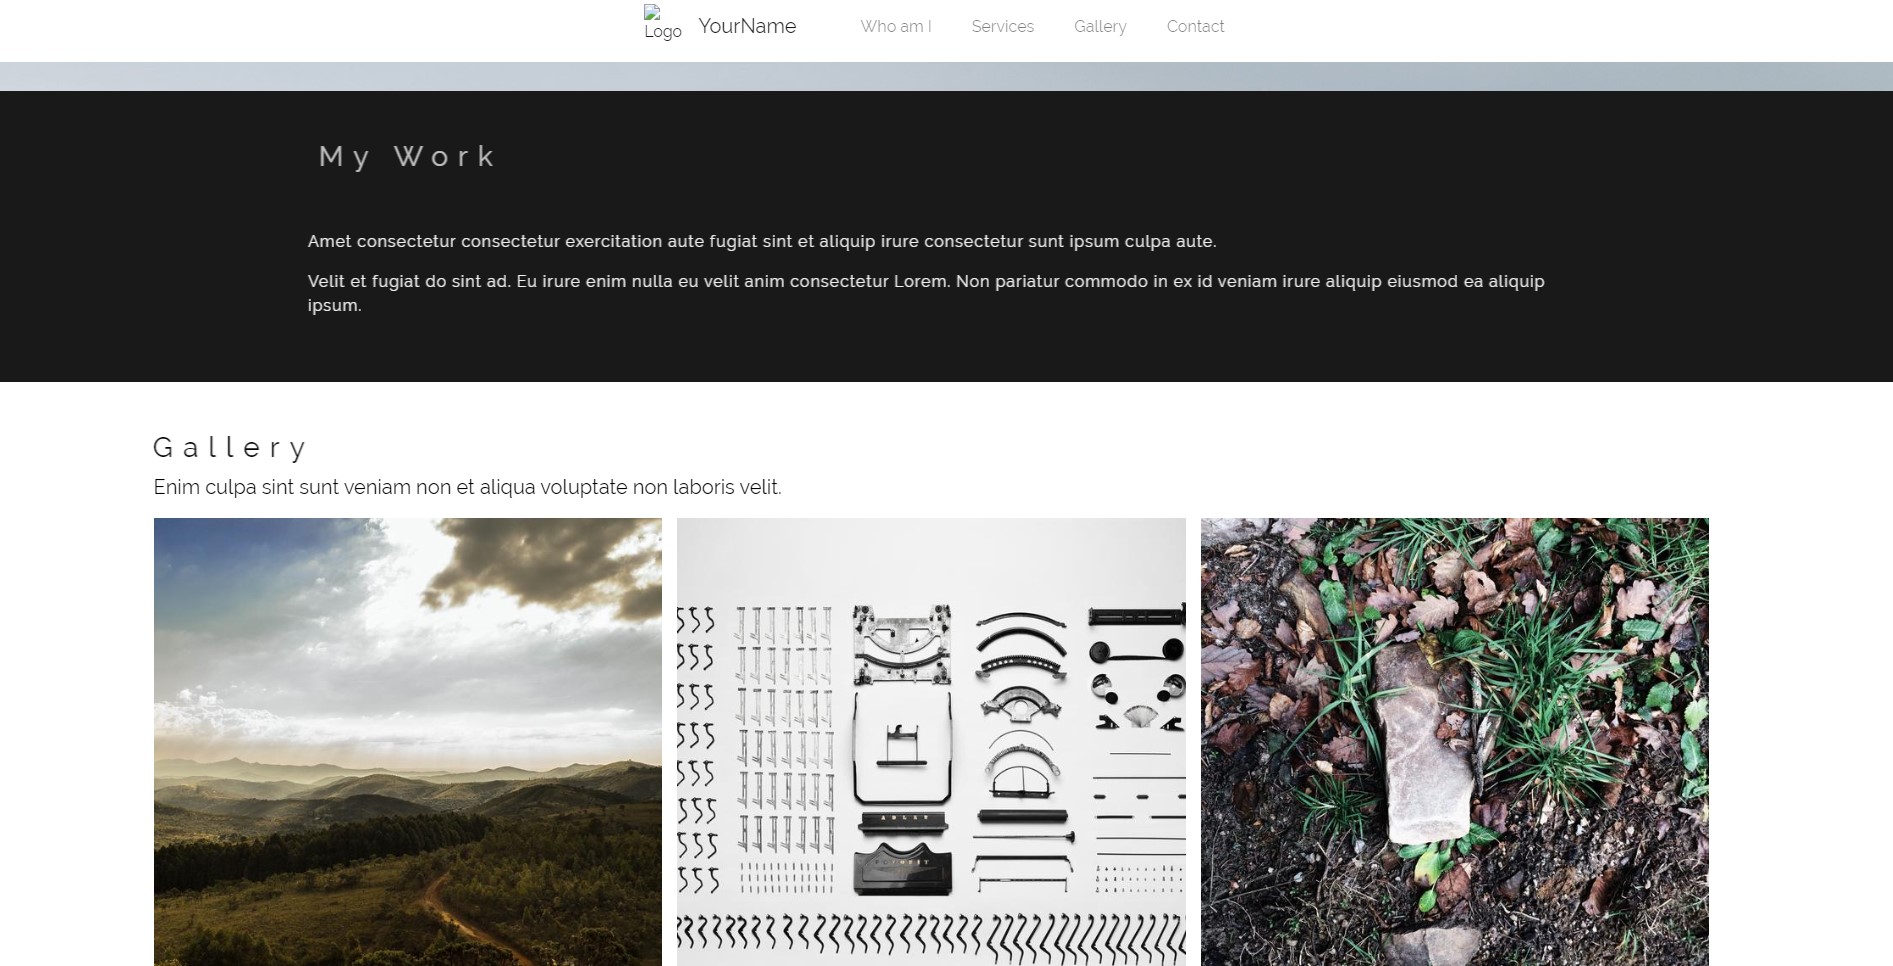 Logo
YourName
Who am I
Services
Gallery
Contact
My Work
Amet consectetur consectetur exercitation aute fugiat sint et aliquip irure consectetur sunt ipsum culpa aute.
Velit et fugiat do sint ad. Eu irure enim nulla eu velit anim consectetur Lorem. Non pariatur commodo in ex id veniam irure aliquip eiusmod ea aliquip
ipsum.
Gallery
Enim culpa sint sunt veniam non et aliqua voluptate non laboris velit.
ADLER